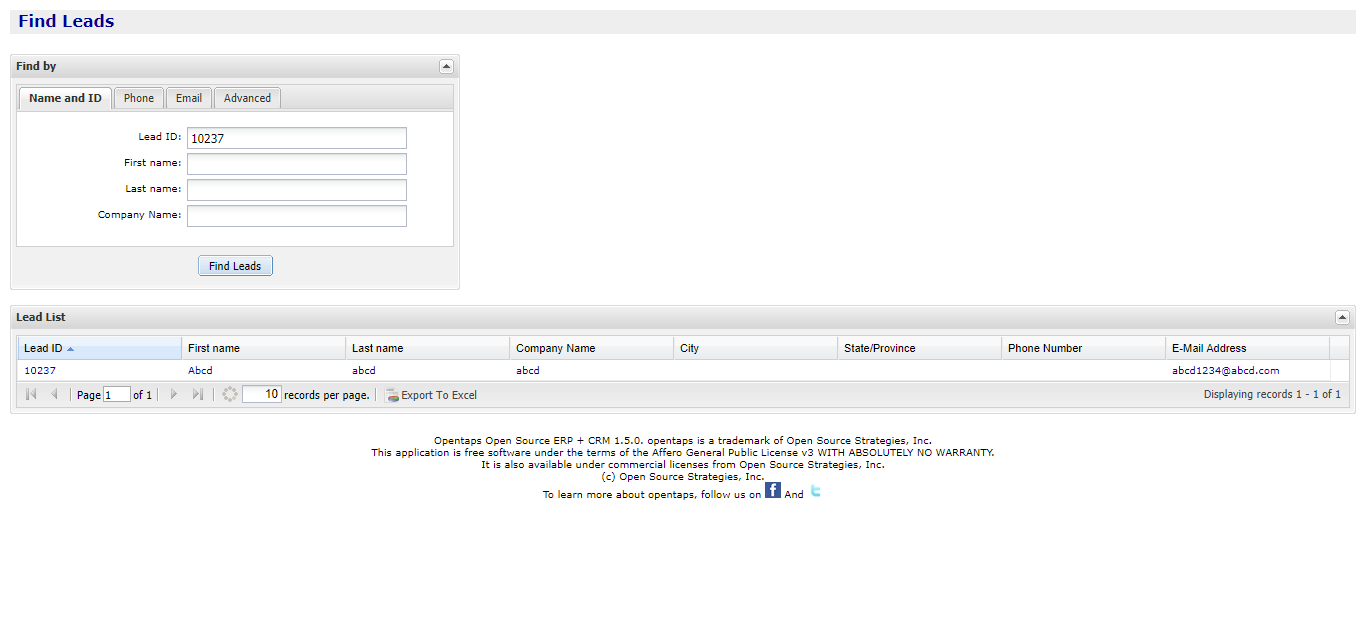 Find Leads
Find by
Name and ID Phone Email Advanced
Lead ID: 10237
First name:
Last name:
Company Name:
Find Leads
Lead List
Lead ID First name Last name Company Name City State/Province Phone Number E-Mail Address
10237 Abcd abcd abcd abcd1234@abcd.com
Page 1 of 1 10 records per page. Export To Excel Displaying records 1 - 1 of 1
Opentaps Open Source ERP + CRM 1.5.0. opentaps is a trademark of Open Source Strategies, Inc.
This application is free software under the terms of the Affero General Public License v3 WITH ABSOLUTELY NO WARRANTY.
It is also available under commercial licenses from Open Source Strategies, Inc.
(c) Open Source Strategies, Inc.
To learn more about opentaps, follow us on f And t